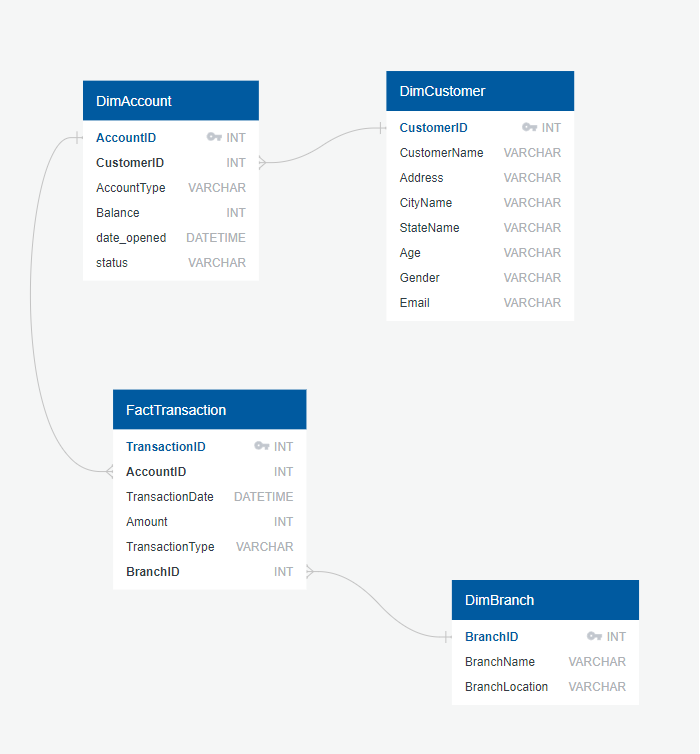 DimAccount
AccountID INT
CustomerID INT
AccountType VARCHAR
Balance INT
date_opened DATETIME
status VARCHAR
DimCustomer
CustomerID INT
CustomerName VARCHAR
Address VARCHAR
CityName VARCHAR
StateName VARCHAR
Age VARCHAR
Gender VARCHAR
Email VARCHAR
FactTransaction
TransactionID INT
AccountID INT
TransactionDate DATETIME
Amount INT
TransactionType VARCHAR
BranchID INT
DimBranch
BranchID INT
BranchName VARCHAR
BranchLocation VARCHAR